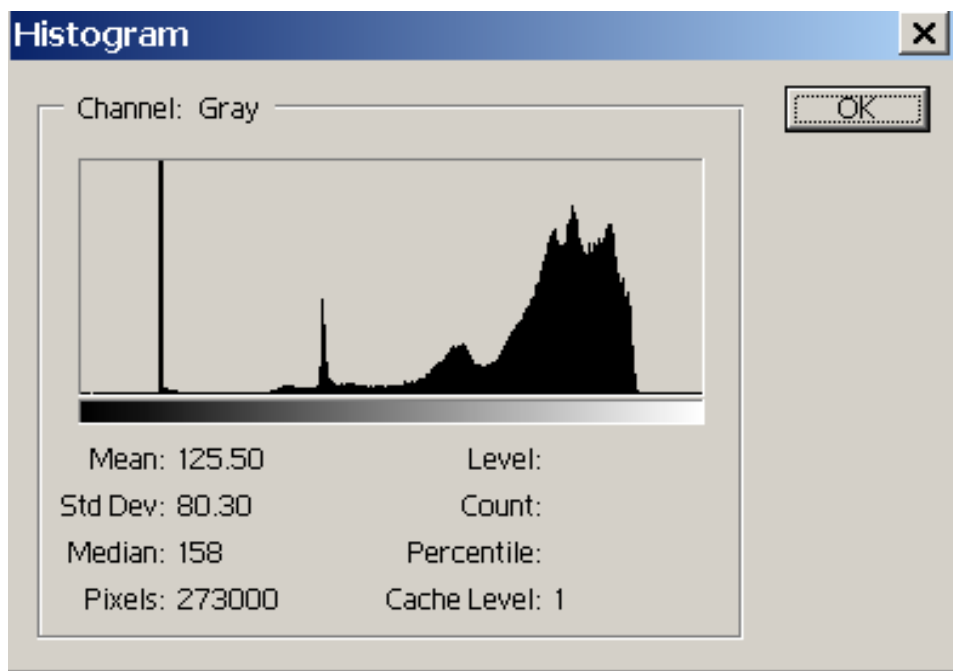 Histogram
Channel: Gray
OK
Mean: 125.50
Level:
Std Dev: 80.30
Count:
Median: 158
Percentile:
Pixels: 273000
Cache Level: 1